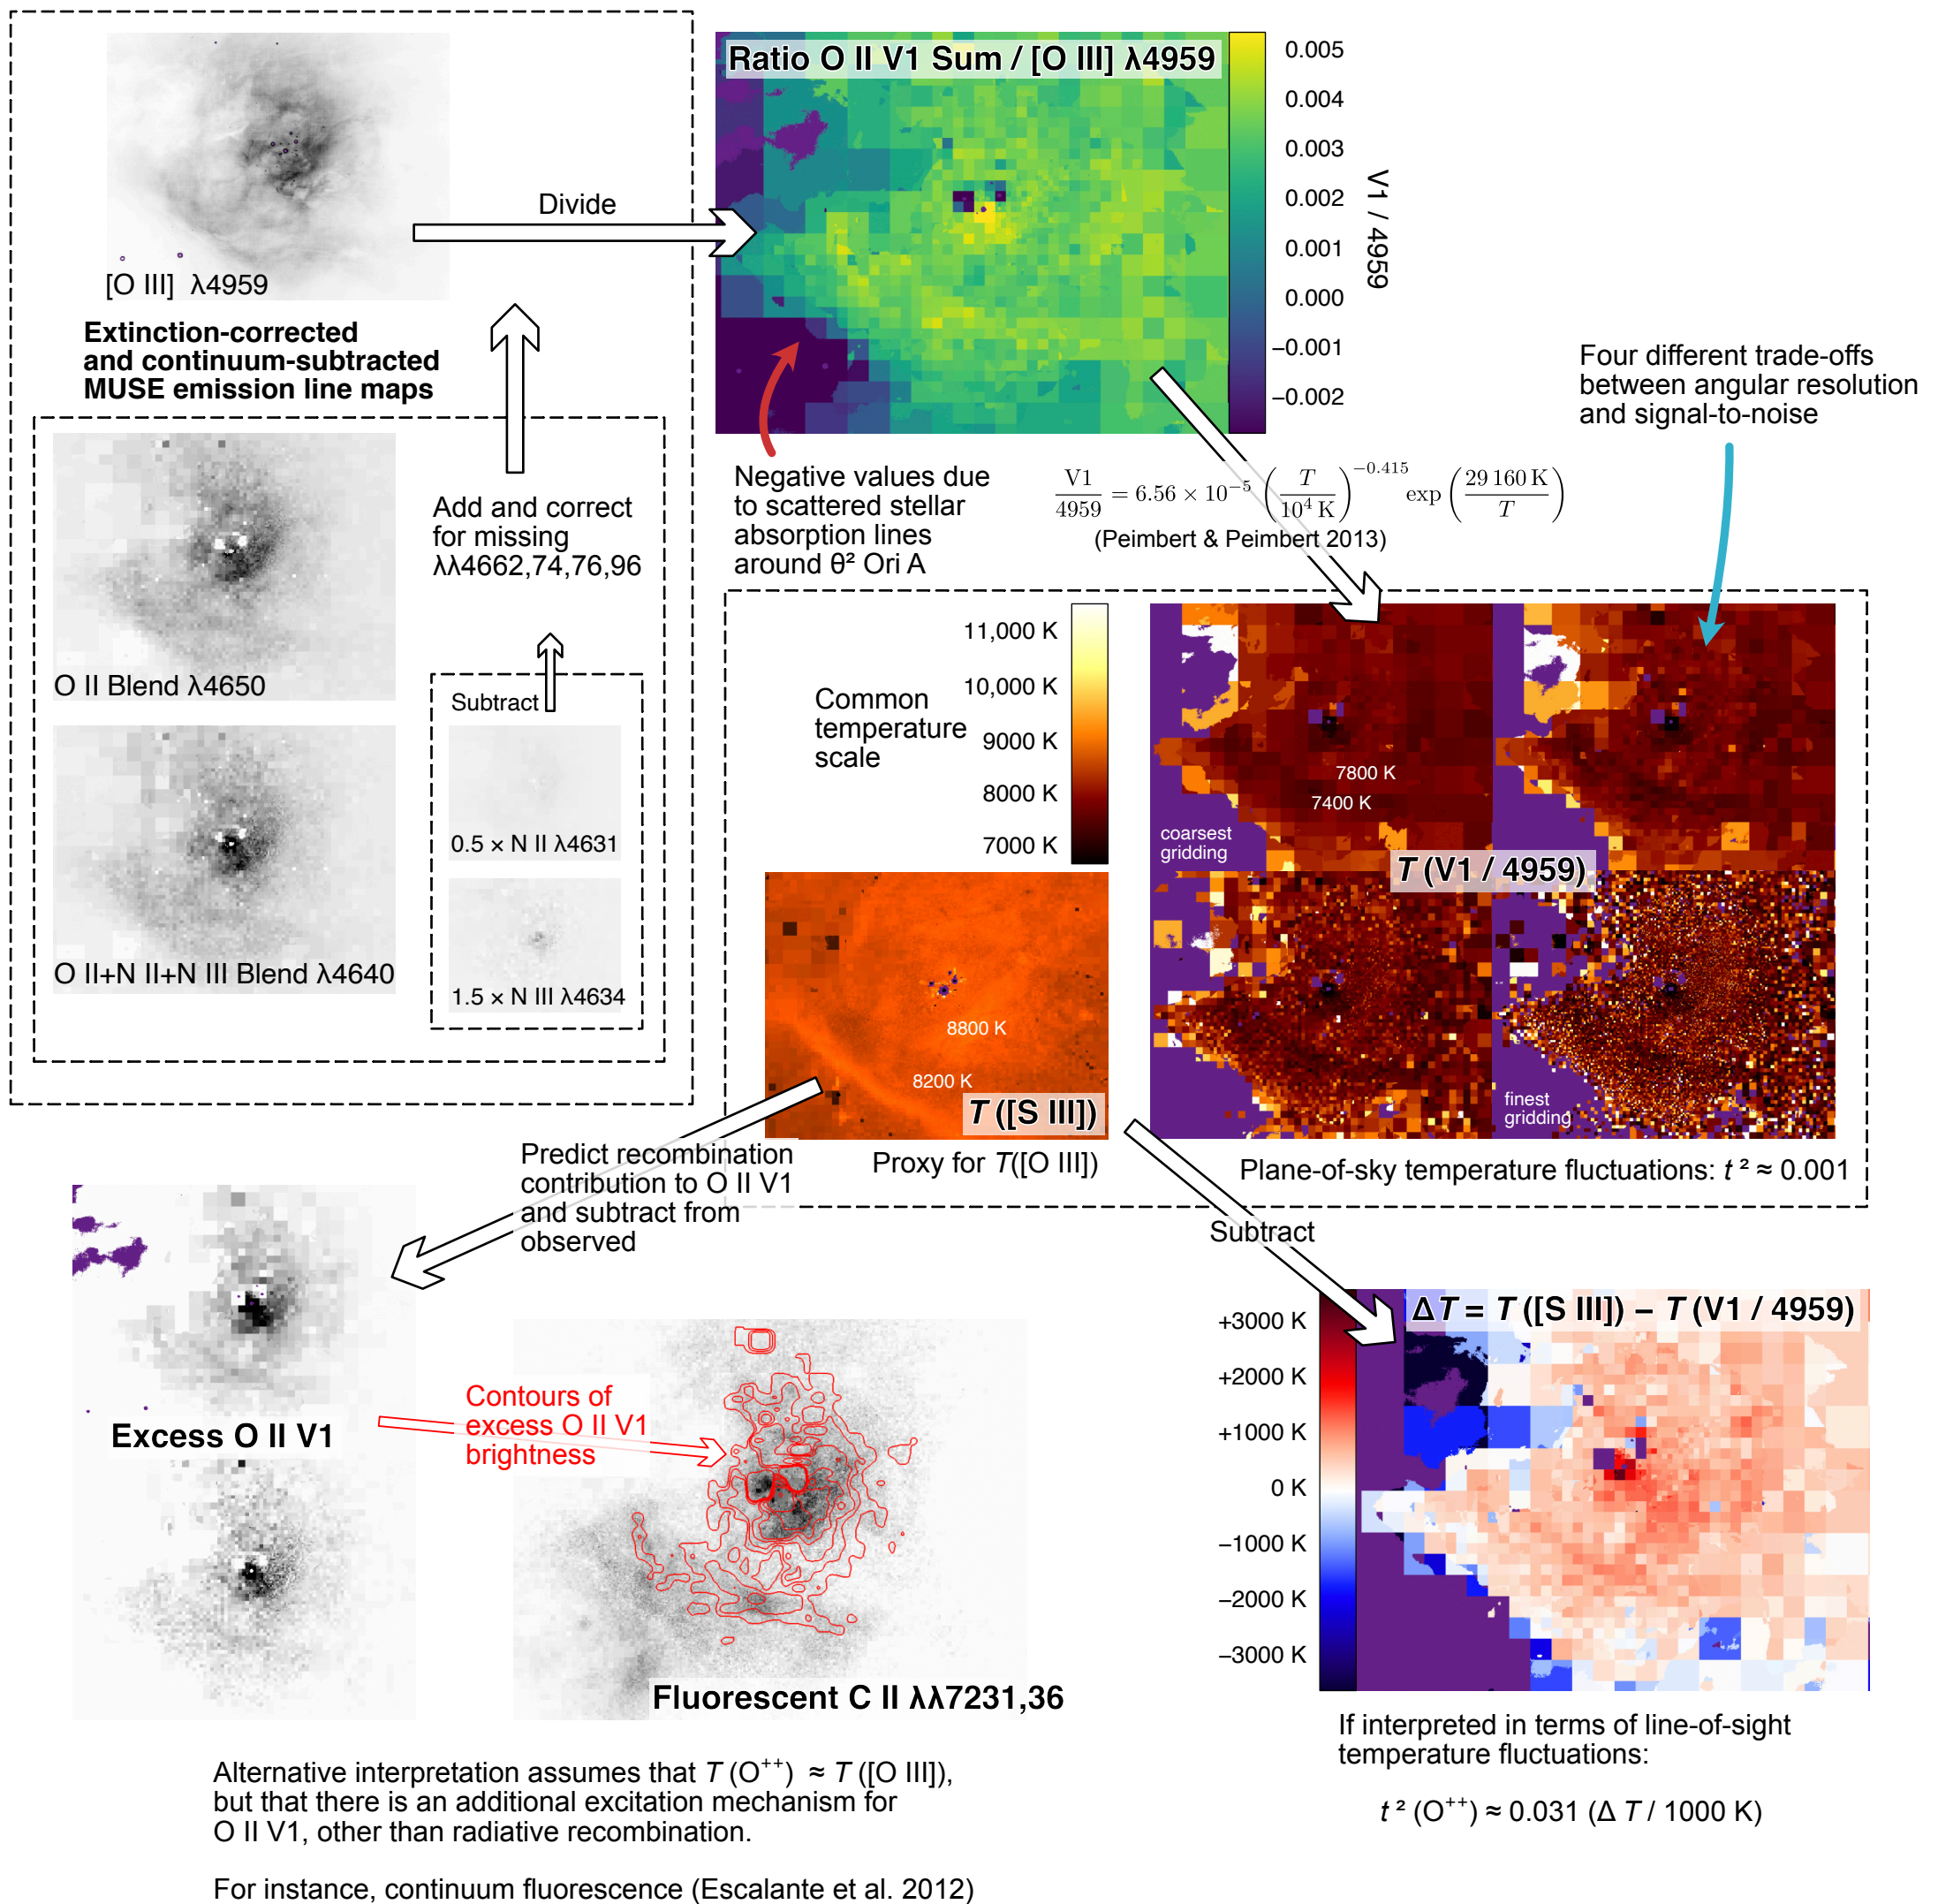 [O III] λ4959
Extinction-corrected
and continuum-subtracted
MUSE emission line maps
Divide
Ratio O II V1 Sum / [O III] λ4959
0.005
0.004
0.003
0.002
0.001
0.000
−0.001
−0.002
V1 / 4959
O II Blend λ4650
O II+N II+N III Blend λ4640
Add and correct
for missing
λλ4662,74,76,96
Subtract
0.5 × N II λ4631
1.5 × N III λ4634
Negative values due
to scattered stellar
absorption lines
around θ² Ori A
V1/4959 = 6.56 × 10⁻⁵ (T/10⁴ K)^−0.415 exp (29 160 K/T)
(Peimbert & Peimbert 2013)
Four different trade-offs
between angular resolution
and signal-to-noise
Common
temperature
scale
11,000 K
10,000 K
9000 K
8000 K
7000 K
7800 K
7400 K
coarsest
gridding
T (V1 / 4959)
finest
gridding
8800 K
8200 K
T ([S III])
Proxy for T([O III])
Plane-of-sky temperature fluctuations: t ² ≈ 0.001
Predict recombination
contribution to O II V1
and subtract from
observed
Subtract
Excess O II V1
Contours of
excess O II V1
brightness
Fluorescent C II λλ7231,36
ΔT = T ([S III]) − T (V1 / 4959)
+3000 K
+2000 K
+1000 K
0 K
−1000 K
−2000 K
−3000 K
If interpreted in terms of line-of-sight
temperature fluctuations:
t ² (O⁺⁺) ≈ 0.031 (Δ T / 1000 K)
Alternative interpretation assumes that T (O⁺⁺) ≈ T ([O III]),
but that there is an additional excitation mechanism for
O II V1, other than radiative recombination.
For instance, continuum fluorescence (Escalante et al. 2012)